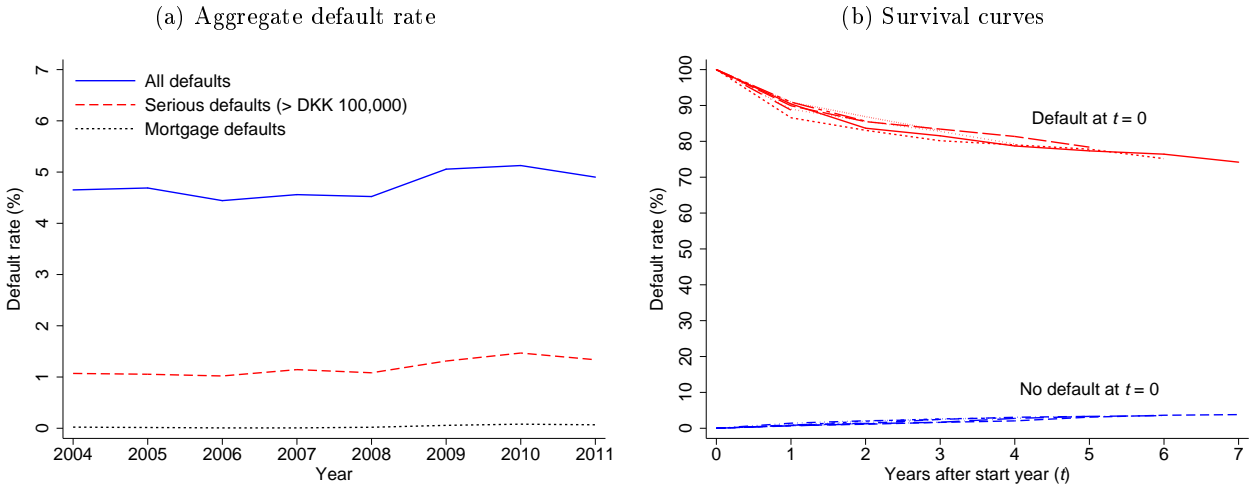 (a) Aggregate default rate
7
6
5
4
3
2
1
0
Default rate (%)
All defaults
Serious defaults (> DKK 100,000)
Mortgage defaults
2004 2005 2006 2007 2008 2009 2010 2011
Year
(b) Survival curves
100
90
80
70
60
50
40
30
20
10
0
Default rate (%)
Default at t = 0
No default at t = 0
0 1 2 3 4 5 6 7
Years after start year (t)